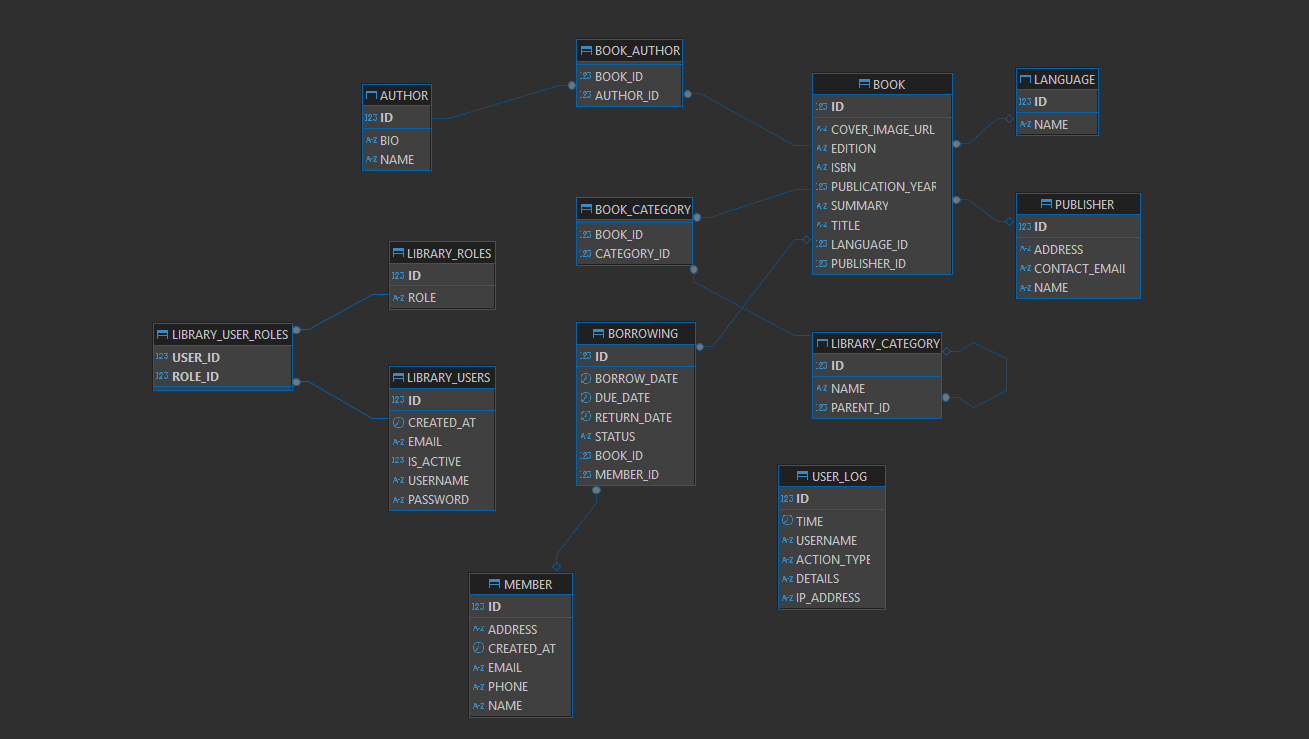 BOOK_AUTHOR
123 BOOK_ID
123 AUTHOR_ID
AUTHOR
123 ID
A-Z BIO
A-Z NAME
BOOK
123 ID
A-Z COVER_IMAGE_URL
A-Z EDITION
A-Z ISBN
123 PUBLICATION_YEAR
A-Z SUMMARY
A-Z TITLE
123 LANGUAGE_ID
123 PUBLISHER_ID
LANGUAGE
123 ID
A-Z NAME
BOOK_CATEGORY
123 BOOK_ID
123 CATEGORY_ID
PUBLISHER
123 ID
A-Z ADDRESS
A-Z CONTACT_EMAIL
A-Z NAME
LIBRARY_ROLES
123 ID
A-Z ROLE
LIBRARY_USER_ROLES
123 USER_ID
123 ROLE_ID
LIBRARY_USERS
123 ID
CREATED_AT
A-Z EMAIL
123 IS_ACTIVE
A-Z USERNAME
A-Z PASSWORD
BORROWING
123 ID
BORROW_DATE
DUE_DATE
RETURN_DATE
A-Z STATUS
123 BOOK_ID
123 MEMBER_ID
LIBRARY_CATEGORY
123 ID
A-Z NAME
123 PARENT_ID
USER_LOG
123 ID
TIME
A-Z USERNAME
A-Z ACTION_TYPE
A-Z DETAILS
A-Z IP_ADDRESS
MEMBER
123 ID
A-Z ADDRESS
CREATED_AT
A-Z EMAIL
A-Z PHONE
A-Z NAME